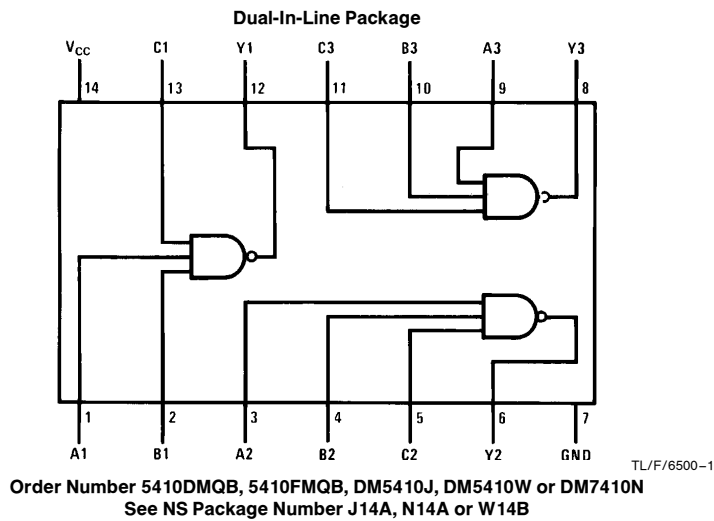 Dual-In-Line Package
VCC C1 Y1 C3 B3 A3 Y3
14 13 12 11 10 9 8
1 2 3 4 5 6 7
A1 B1 A2 B2 C2 Y2 GND
TL/F/6500–1
Order Number 5410DMQB, 5410FMQB, DM5410J, DM5410W or DM7410N
See NS Package Number J14A, N14A or W14B